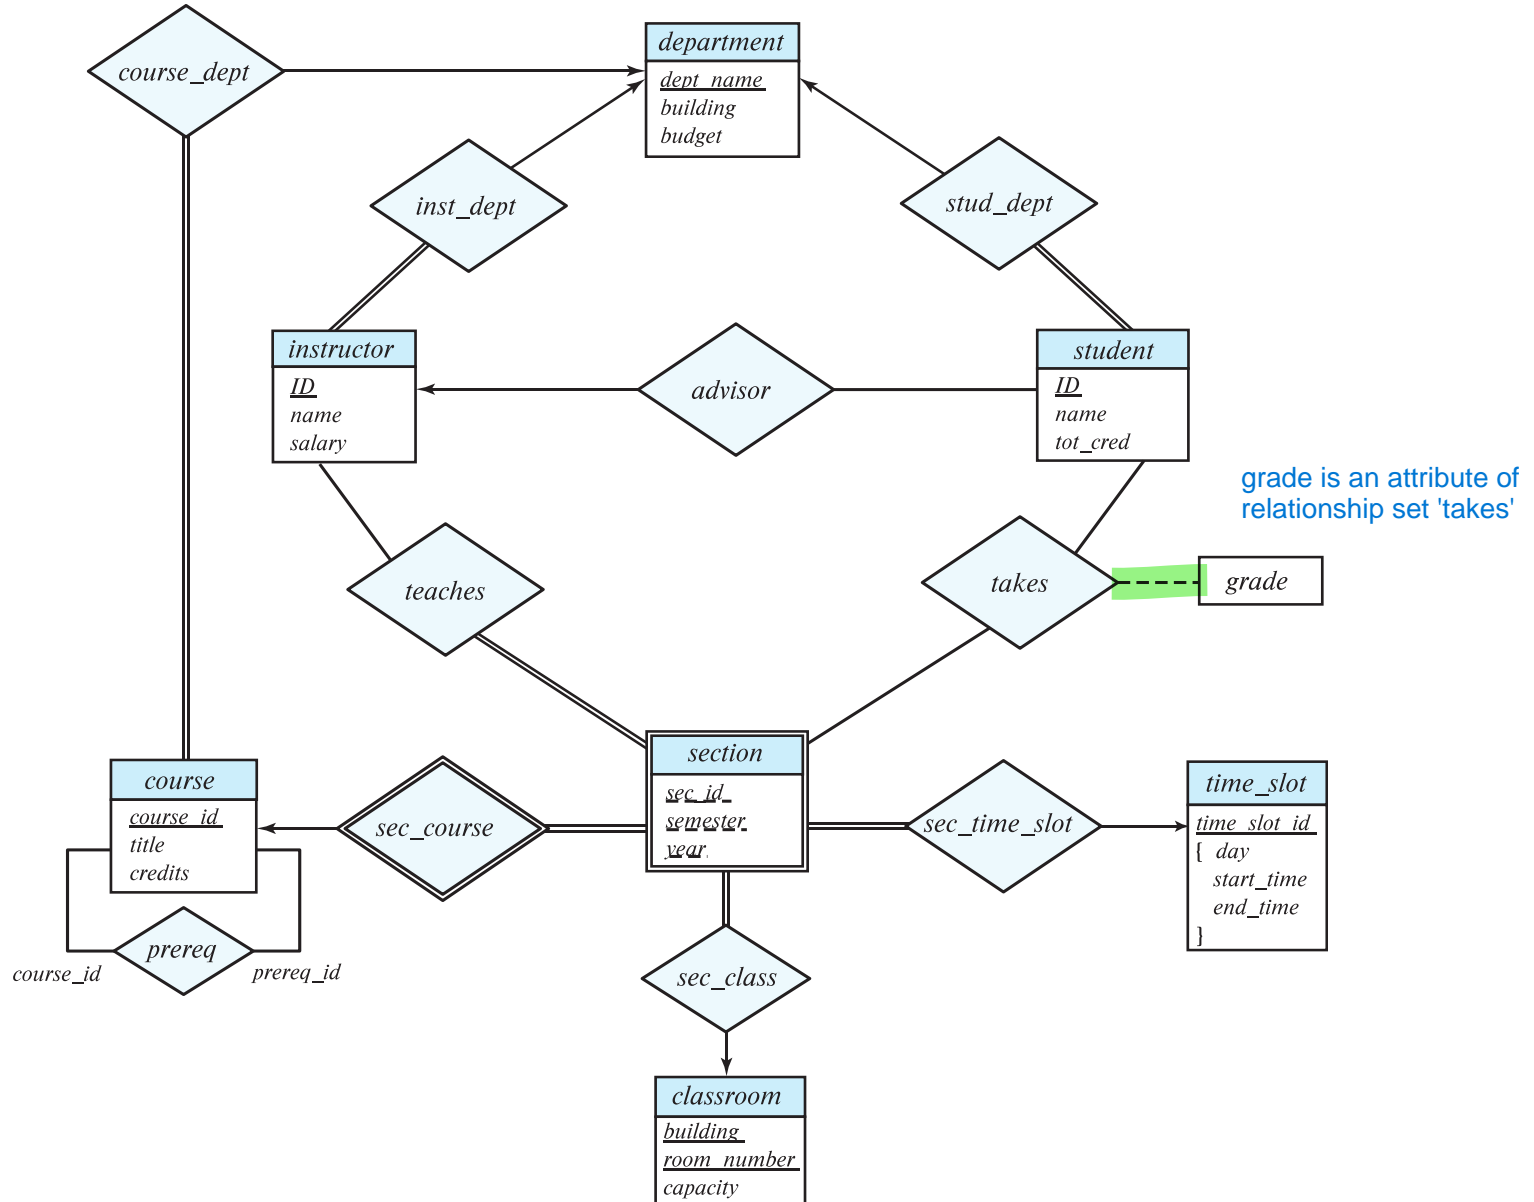 department
course_dept
dept_name
building
budget
inst_dept
stud_dept
instructor
ID
name
salary
advisor
student
ID
name
tot_cred
grade is an attribute of
relationship set 'takes'
teaches
takes
grade
course
course_id
title
credits
sec_course
section
sec_id
semester
year
sec_time_slot
time_slot
time_slot_id
{ day
start_time
end_time
}
prereq
course_id
prereq_id
sec_class
classroom
building
room_number
capacity